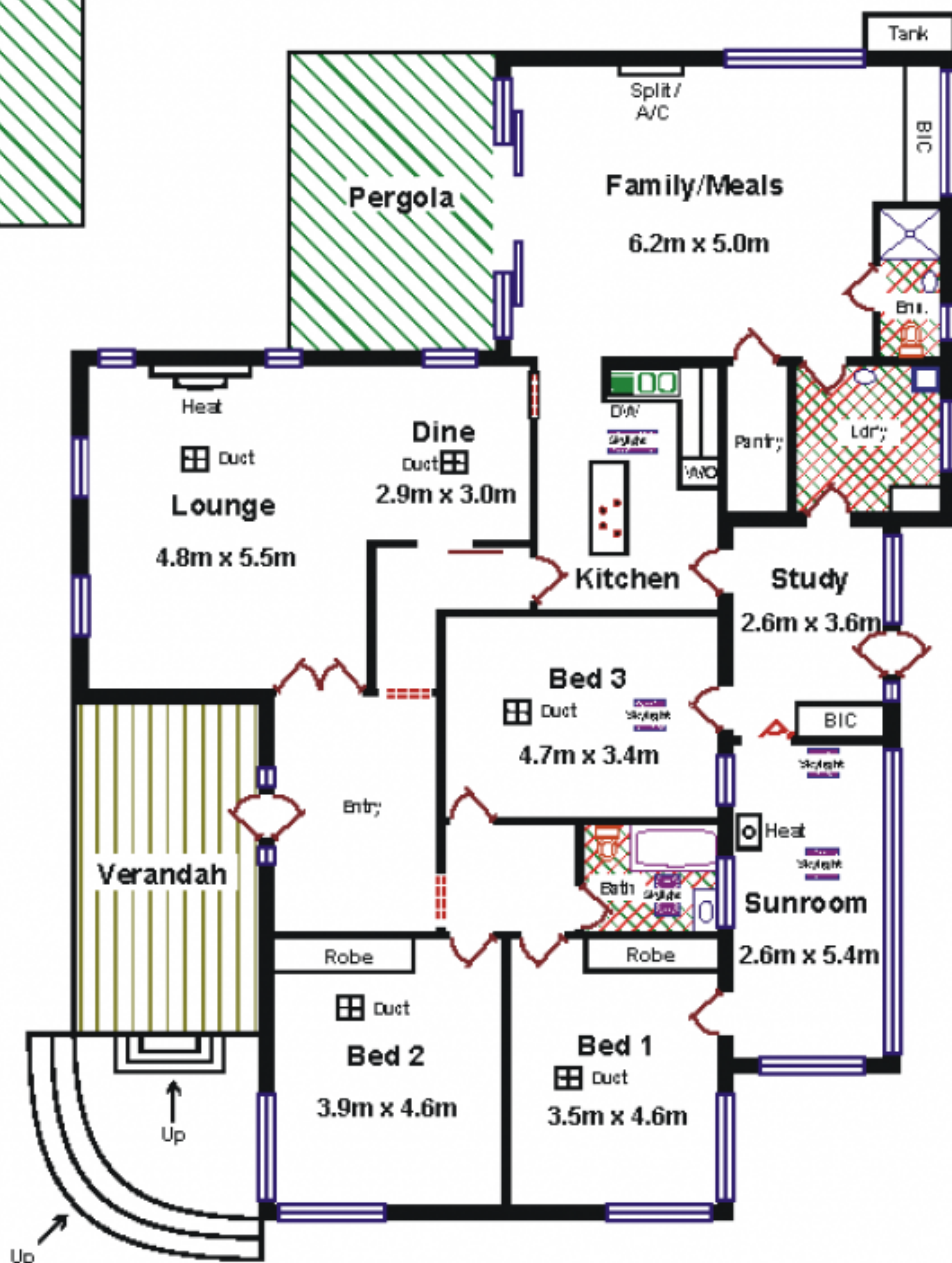 Tank
Split/
A/C
BIC
Pergola
Family/Meals
6.2m x 5.0m
Ens.
Heat
DW
Skylight
Dine
Duct
Duct
2.9m x 3.0m
Pantry
Ldry
W/O
Lounge
4.8m x 5.5m
Kitchen
Study
2.6m x 3.6m
Bed 3
Duct
Skylight
4.7m x 3.4m
BIC
Skylight
Entry
Heat
Skylight
Verandah
Bath
Skylight
Sunroom
2.6m x 5.4m
Robe
Robe
Duct
Bed 2
3.9m x 4.6m
Bed 1
Duct
3.5m x 4.6m
Up
Up